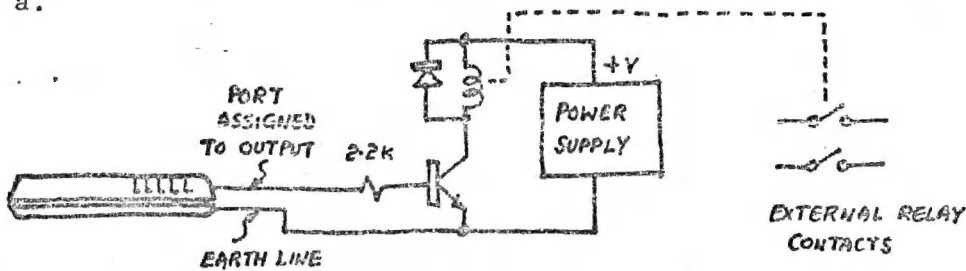 a.
PORT
ASSIGNED
TO OUTPUT
2.2K
+V
POWER
SUPPLY
EARTH LINE
EXTERNAL RELAY
CONTACTS